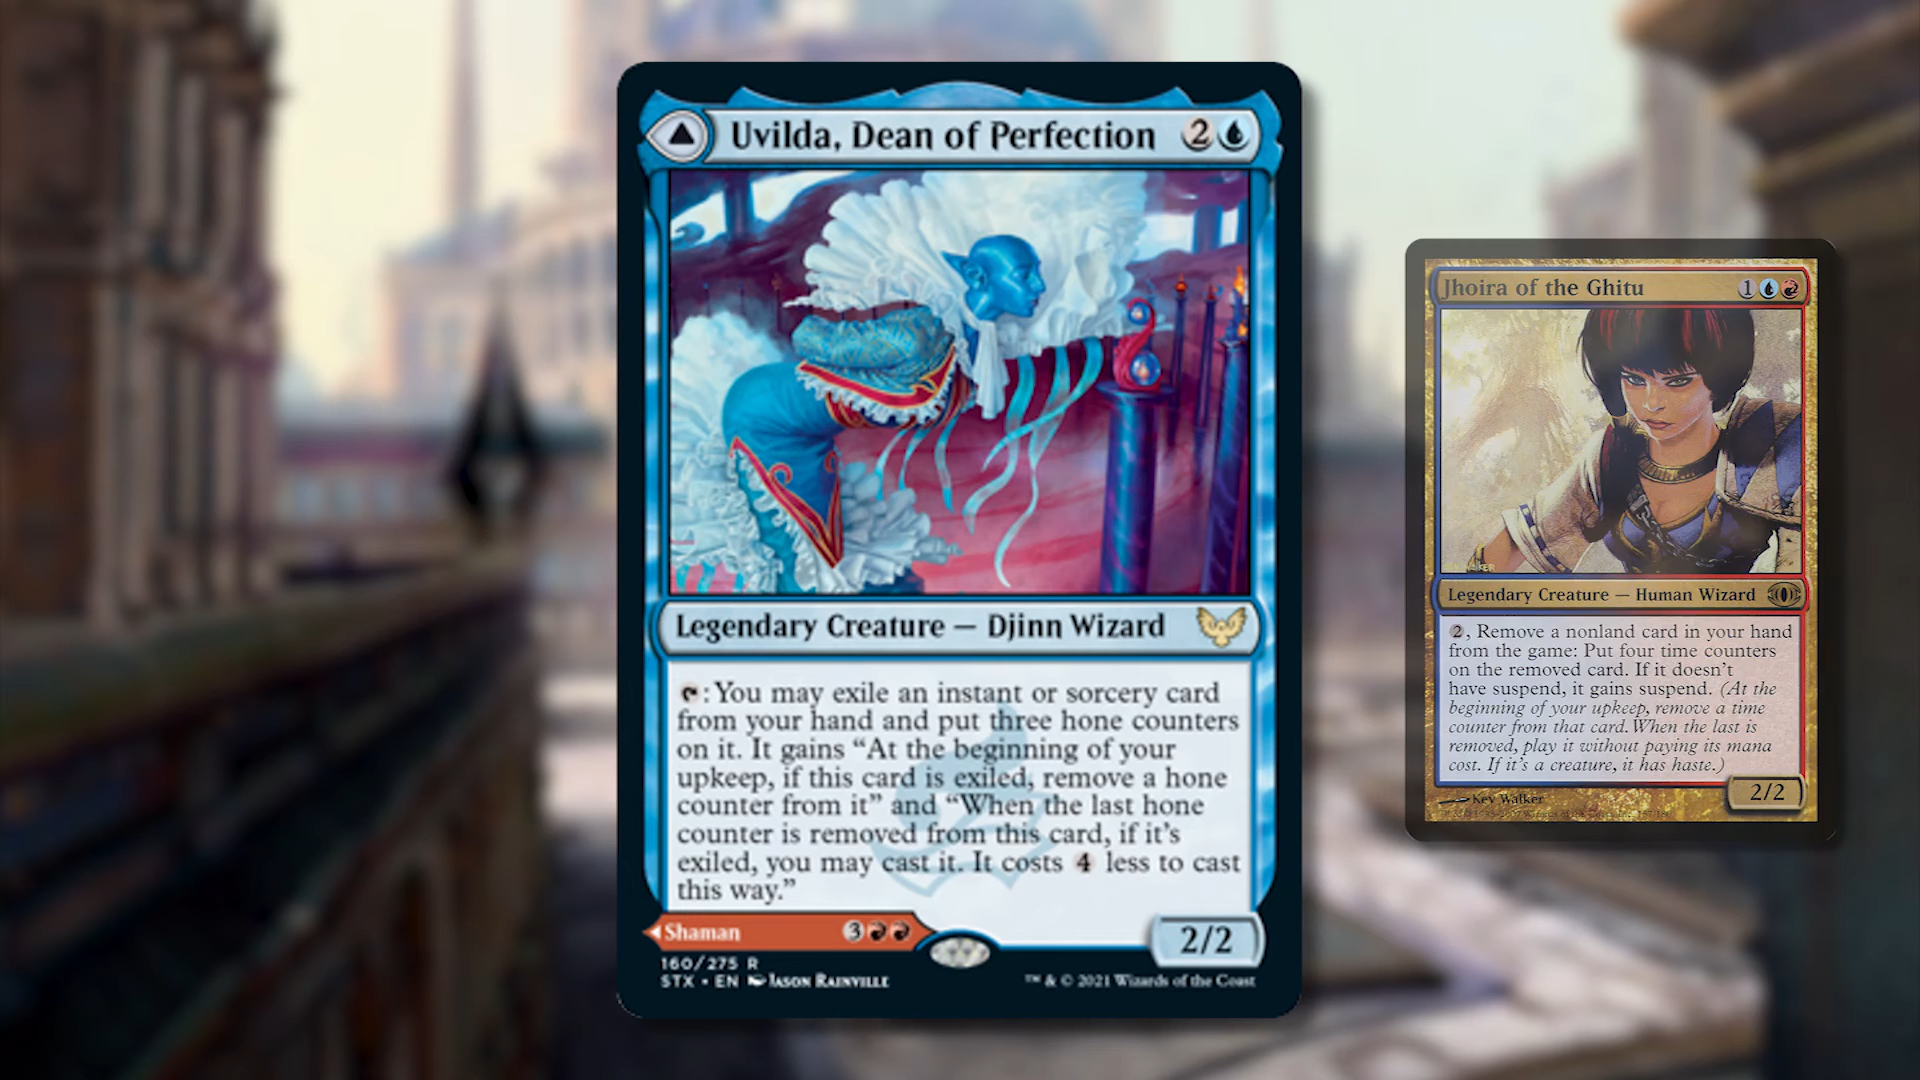 Uvilda, Dean of Perfection 2
Legendary Creature — Djinn Wizard
: You may exile an instant or sorcery card
from your hand and put three hone counters
on it. It gains “At the beginning of your
upkeep, if this card is exiled, remove a hone
counter from it” and “When the last hone
counter is removed from this card, if it’s
exiled, you may cast it. It costs 4 less to cast
this way.”
Shaman 3
2/2
160/275 R
STX • EN Jason Rainville
™ & © 2021 Wizards of the Coast
Jhoira of the Ghitu 1
Legendary Creature — Human Wizard
2, Remove a nonland card in your hand
from the game: Put four time counters
on the removed card. If it doesn’t
have suspend, it gains suspend. (At the
beginning of your upkeep, remove a time
counter from that card. When the last is
removed, play it without paying its mana
cost. If it’s a creature, it has haste.)
2/2
Kev Walker